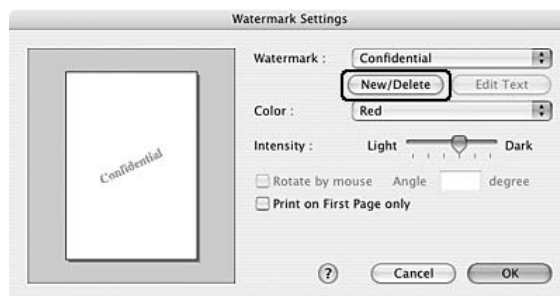 Watermark Settings
Watermark : Confidential
New/Delete Edit Text
Color : Red
Intensity : Light Dark
Confidential
Rotate by mouse Angle degree
Print on First Page only
? Cancel OK